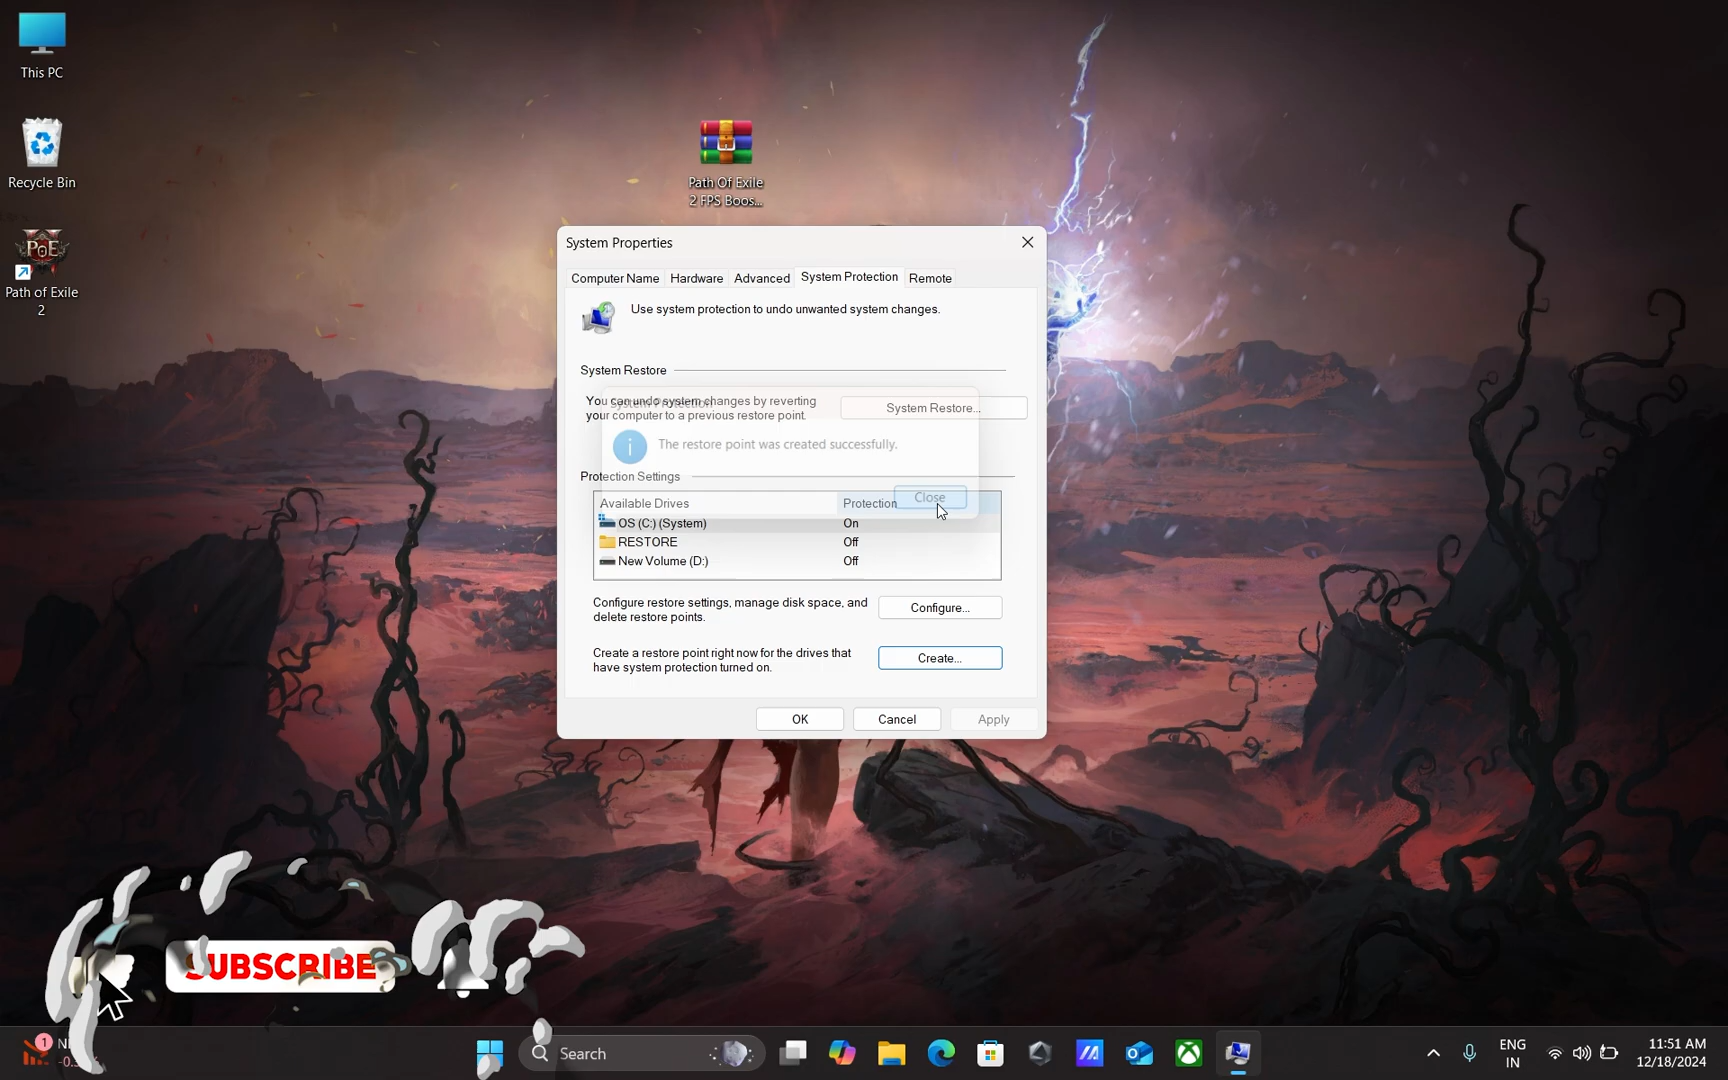 This PC
Recycle Bin
Path of Exile
2
Path Of Exile
2 FPS Boos...
System Properties
Computer Name
Hardware
Advanced
System Protection
Remote
Use system protection to undo unwanted system changes.
System Restore
You can undo system changes by reverting
your computer to a previous restore point.
System Restore...
System Protection
The restore point was created successfully.
Close
Protection Settings
Available Drives
Protection
OS (C:) (System)
On
RESTORE
Off
New Volume (D:)
Off
Configure restore settings, manage disk space, and
delete restore points.
Configure...
Create a restore point right now for the drives that
have system protection turned on.
Create...
OK
Cancel
Apply
SUBSCRIBE
1
Search
ENG
IN
11:51 AM
12/18/2024